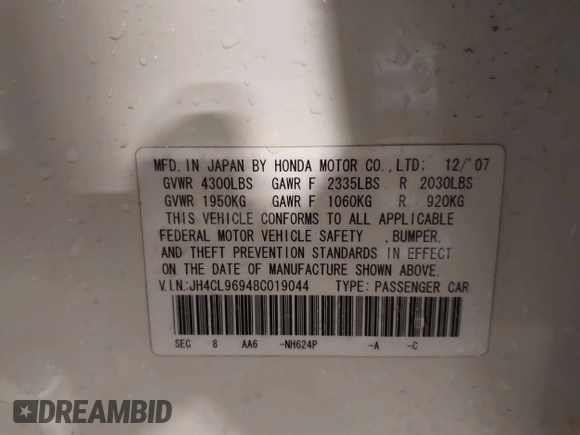 MFD. IN JAPAN BY HONDA MOTOR CO.,LTD: 12/'07
GVWR 4300LBS GAWR F 2335LBS R 2030LBS
GVWR 1950KG GAWR F 1060KG R 920KG
THIS VEHICLE CONFORMS TO ALL APPLICABLE
FEDERAL MOTOR VEHICLE SAFETY ,BUMPER,
AND THEFT PREVENTION STANDARDS IN EFFECT
ON THE DATE OF MANUFACTURE SHOWN ABOVE.
V.I.N.:JH4CL96948C019044 TYPE: PASSENGER CAR
SEC 8 AA6 -NH624P -A -C
DREAMBID